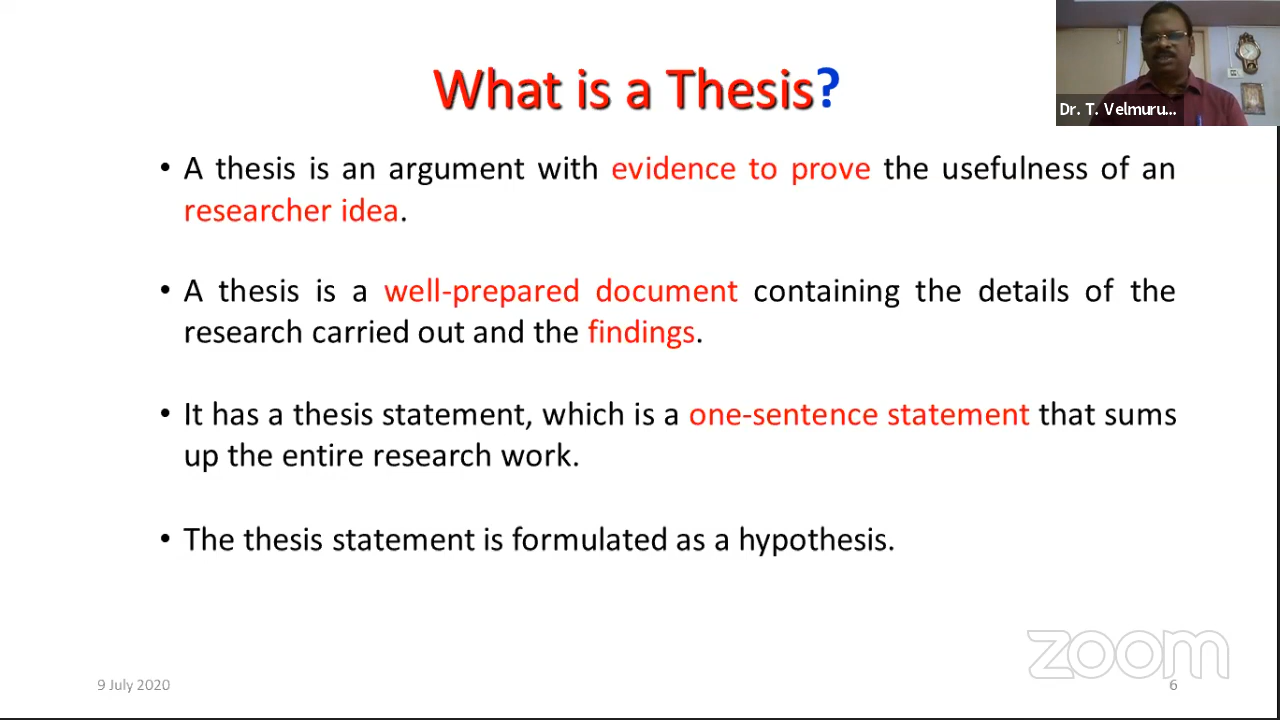 What is a Thesis?
Dr. T. Velmuru...
• A thesis is an argument with evidence to prove the usefulness of an
researcher idea.
• A thesis is a well-prepared document containing the details of the
research carried out and the findings.
• It has a thesis statement, which is a one-sentence statement that sums
up the entire research work.
• The thesis statement is formulated as a hypothesis.
zoom
9 July 2020
6